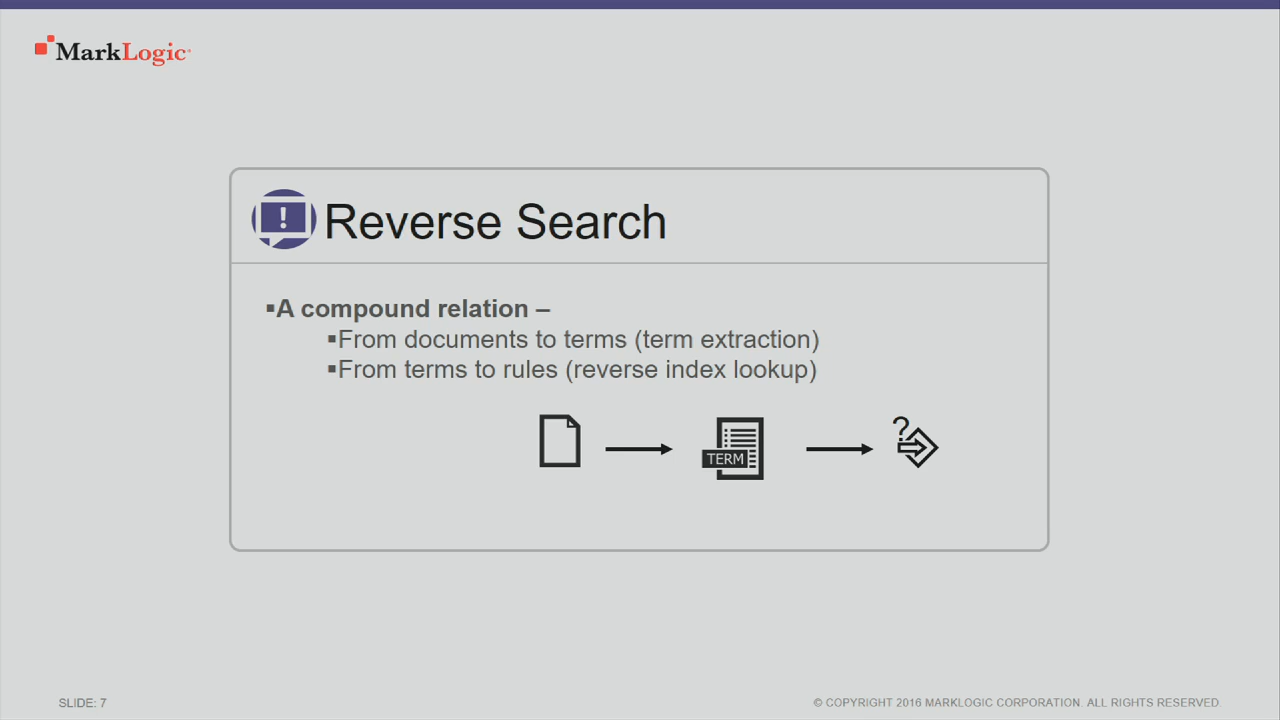 MarkLogic
!
Reverse Search
▪A compound relation –
▪From documents to terms (term extraction)
▪From terms to rules (reverse index lookup)
?
TERM
SLIDE: 7
© COPYRIGHT 2016 MARKLOGIC CORPORATION. ALL RIGHTS RESERVED.